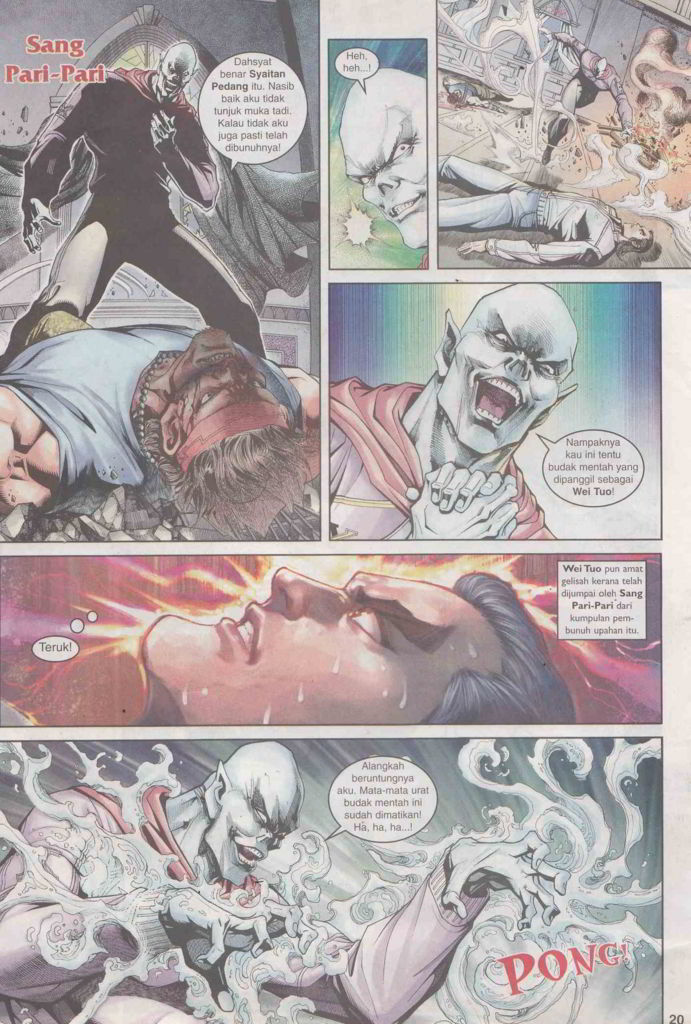 Sang
Pari-Pari
Dahsyat
benar Syaitan
Pedang itu. Nasib
baik aku tidak
tunjuk muka tadi.
Kalau tidak aku
juga pasti telah
dibunuhnya!
Heh,
heh...!
Nampaknya
kau ini tentu
budak mentah yang
dipanggil sebagai
Wei Tuo!
Wei Tuo pun amat
gelisah kerana telah
dijumpai oleh Sang
Pari-Pari dari
kumpulan pem-
bunuh upahan itu.
Teruk!
Alangkah
beruntungnya
aku. Mata-mata urat
budak mentah ini
sudah dimatikan!
Ha, ha, ha...!
PONG!
20